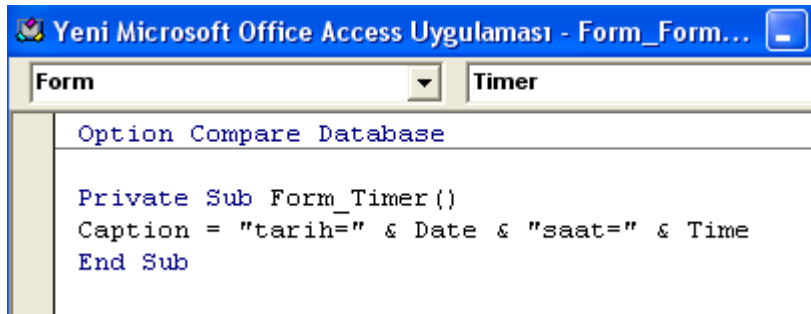 Yeni Microsoft Office Access Uygulaması - Form_Form...
Form Timer
Option Compare Database
Private Sub Form_Timer()
Caption = "tarih=" & Date & "saat=" & Time
End Sub